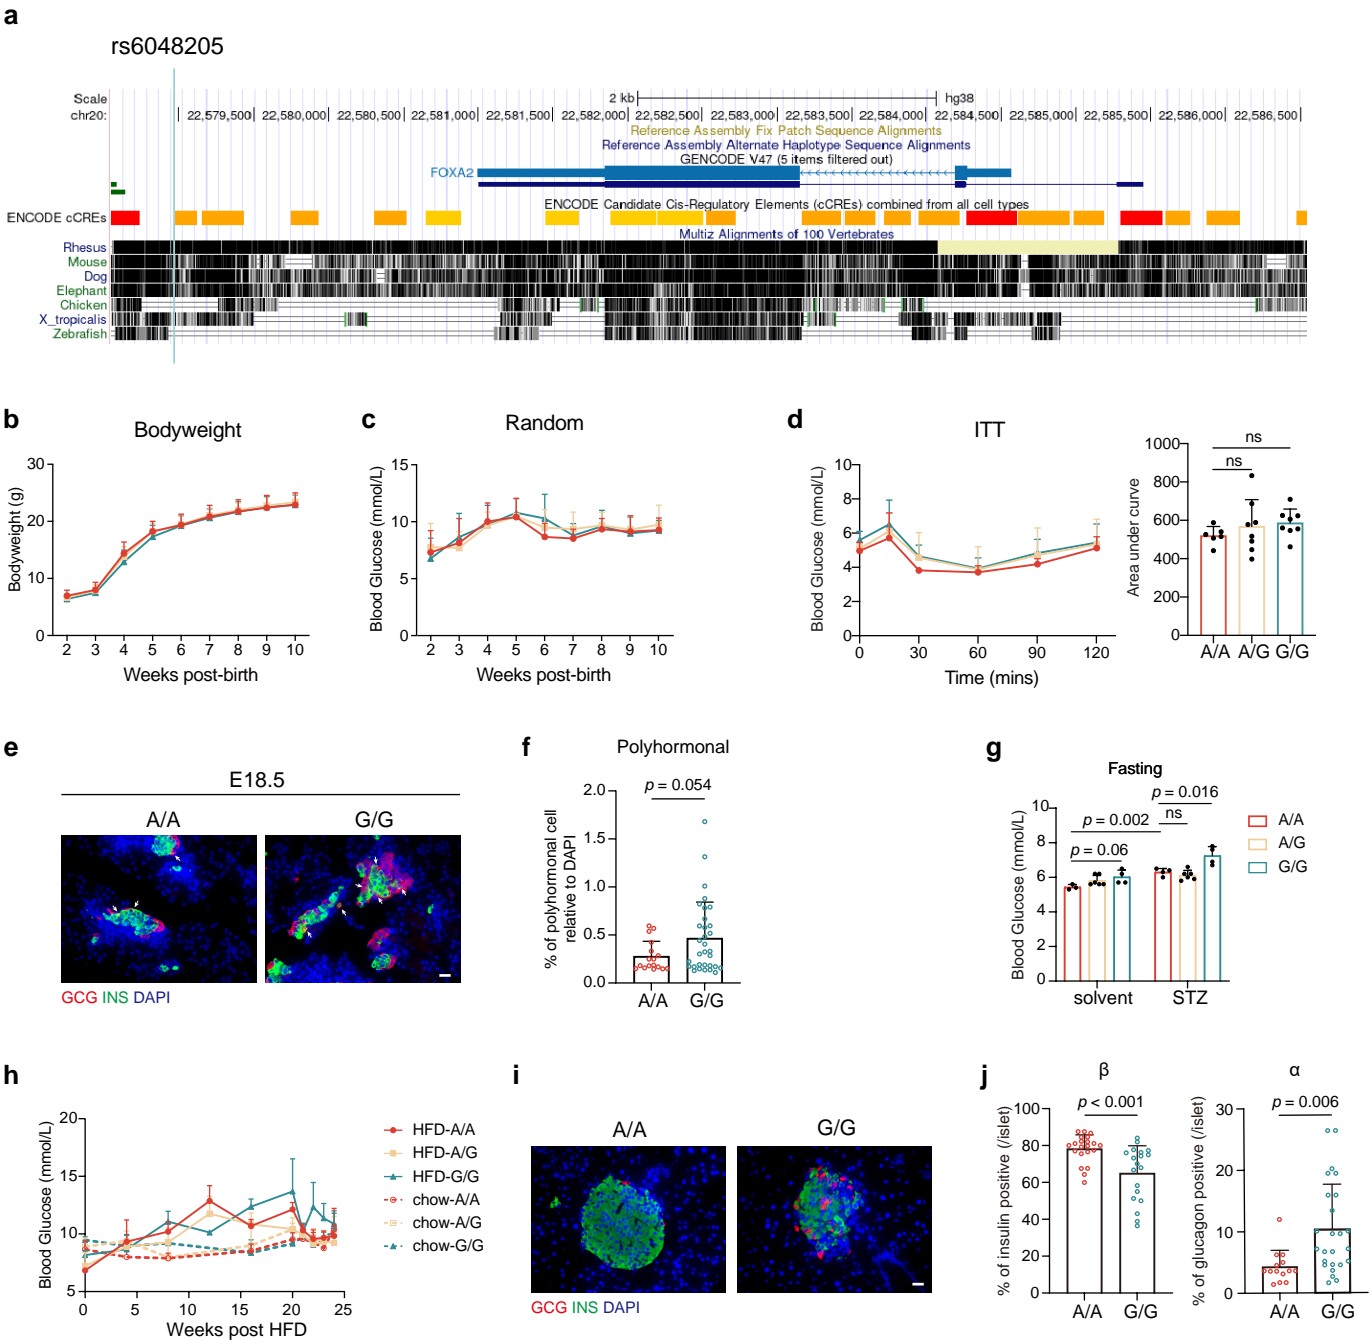 a
rs6048205
Scale
2 kb
hg38
chr20:
22,579,500
22,580,000
22,580,500
22,581,000
22,581,500
22,582,000
22,582,500
22,583,000
22,583,500
22,584,000
22,584,500
22,585,000
22,585,500
22,586,000
22,586,500
Reference Assembly Fix Patch Sequence Alignments
Reference Assembly Alternate Haplotype Sequence Alignments
GENCODE V47 (5 items filtered out)
FOXA2
ENCODE Candidate Cis-Regulatory Elements (cCREs) combined from all cell types
ENCODE cCREs
Multiz Alignments of 100 Vertebrates
Rhesus
Mouse
Dog
Elephant
Chicken
X_tropicalis
Zebrafish
b
Bodyweight
Bodyweight (g)
30
20
10
0
2 3 4 5 6 7 8 9 10
Weeks post-birth
c
Random
Blood Glucose (mmol/L)
15
10
5
0
2 3 4 5 6 7 8 9 10
Weeks post-birth
d
ITT
Blood Glucose (mmol/L)
10
8
6
4
2
0
0 30 60 90 120
Time (mins)
Area under curve
1000
800
600
400
200
0
ns
ns
A/A A/G G/G
e
E18.5
A/A G/G
GCG INS DAPI
f
Polyhormonal
% of polyhormonal cell
relative to DAPI
p = 0.054
2.0
1.5
1.0
0.5
0.0
A/A G/G
g
Fasting
Blood Glucose (mmol/L)
p = 0.016
ns
p = 0.002
p = 0.06
10
8
6
4
2
0
solvent STZ
A/A
A/G
G/G
h
Blood Glucose (mmol/L)
20
15
10
5
0 5 10 15 20 25
Weeks post HFD
HFD-A/A
HFD-A/G
HFD-G/G
chow-A/A
chow-A/G
chow-G/G
i
A/A G/G
GCG INS DAPI
j
β
% of insulin positive (/islet)
p < 0.001
100
80
60
40
20
0
A/A G/G
α
% of glucagon positive (/islet)
p = 0.006
30
20
10
0
A/A G/G